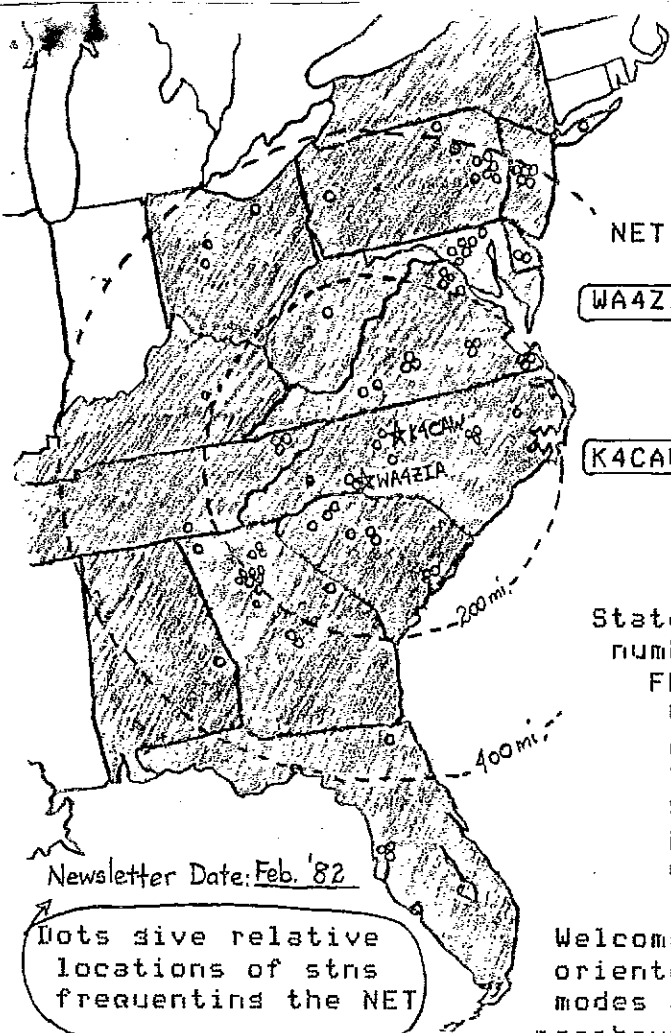 NET
WA4Z
K4CAW
WA4ZIA
K4CA
200 mi.
State
num
F
400 mi.
Newsletter Date: Feb. '82
Dots give relative
locations of stns
frequenting the NET
Welcom
orient
modes